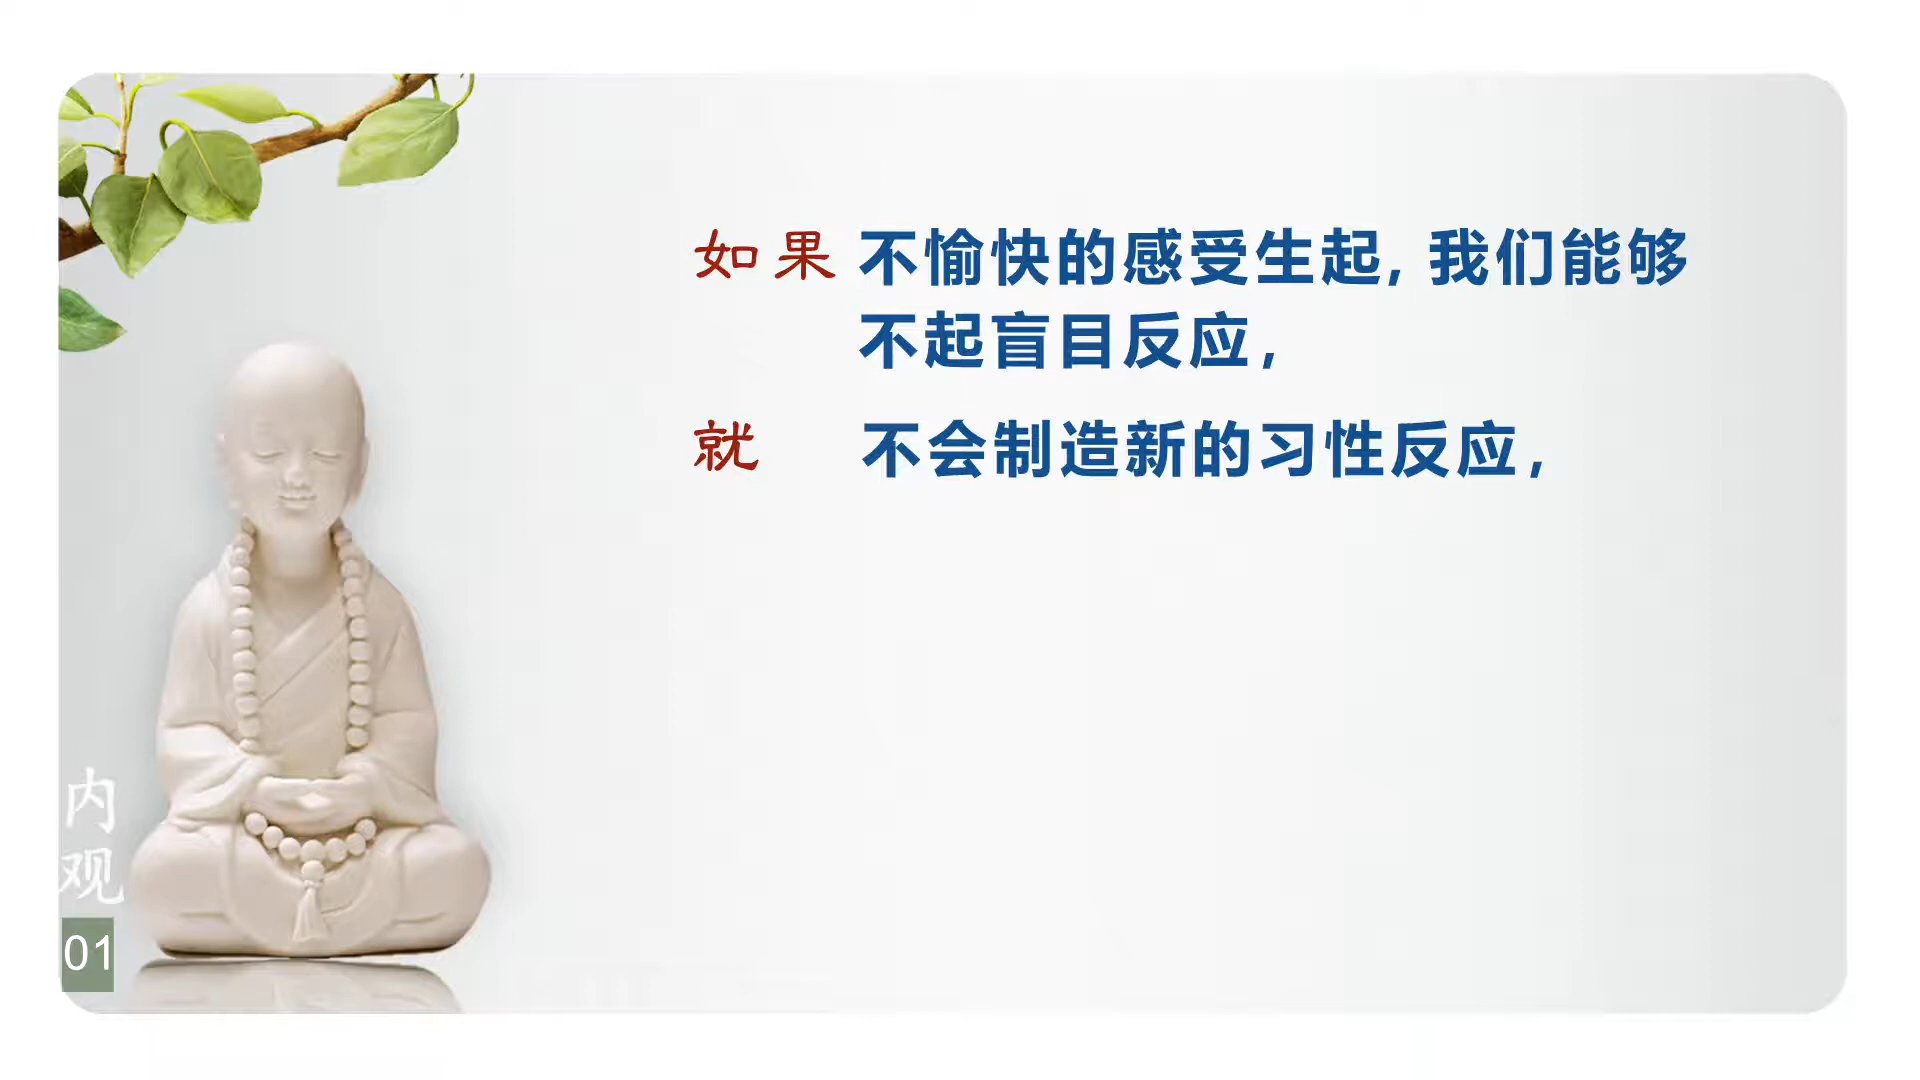 如果 不愉快的感受生起, 我们能够
不起盲目反应,
就 不会制造新的习性反应,
内
观
01